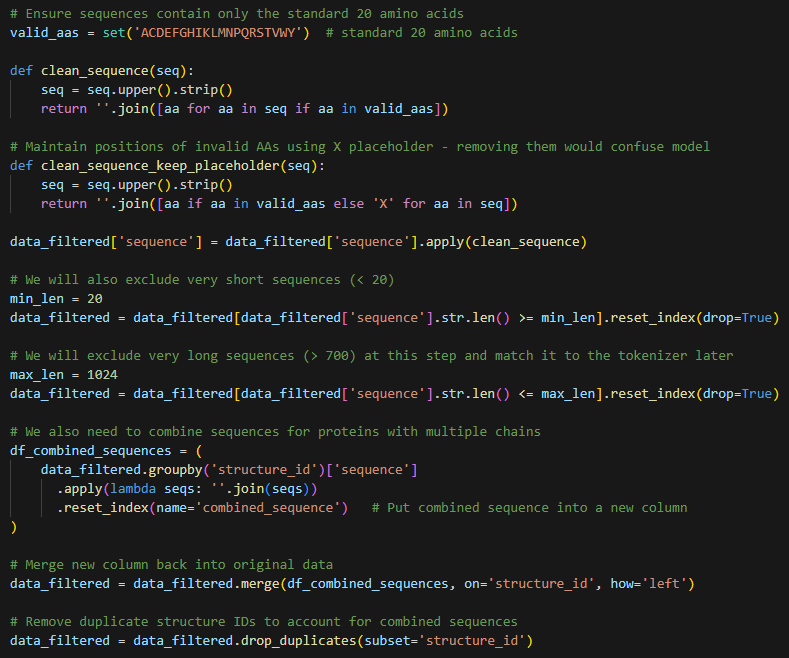 # Ensure sequences contain only the standard 20 amino acids
valid_aas = set('ACDEFGHIKLMNPQRSTVWY')  # standard 20 amino acids
def clean_sequence(seq):
    seq = seq.upper().strip()
    return ''.join([aa for aa in seq if aa in valid_aas])
# Maintain positions of invalid AAs using X placeholder - removing them would confuse model
def clean_sequence_keep_placeholder(seq):
    seq = seq.upper().strip()
    return ''.join([aa if aa in valid_aas else 'X' for aa in seq])
data_filtered['sequence'] = data_filtered['sequence'].apply(clean_sequence)
# We will also exclude very short sequences (< 20)
min_len = 20
data_filtered = data_filtered[data_filtered['sequence'].str.len() >= min_len].reset_index(drop=True)
# We will exclude very long sequences (> 700) at this step and match it to the tokenizer later
max_len = 1024
data_filtered = data_filtered[data_filtered['sequence'].str.len() <= max_len].reset_index(drop=True)
# We also need to combine sequences for proteins with multiple chains
df_combined_sequences = (
    data_filtered.groupby('structure_id')['sequence']
      .apply(lambda seqs: ''.join(seqs))
      .reset_index(name='combined_sequence')   # Put combined sequence into a new column
)
# Merge new column back into original data
data_filtered = data_filtered.merge(df_combined_sequences, on='structure_id', how='left')
# Remove duplicate structure IDs to account for combined sequences
data_filtered = data_filtered.drop_duplicates(subset='structure_id')